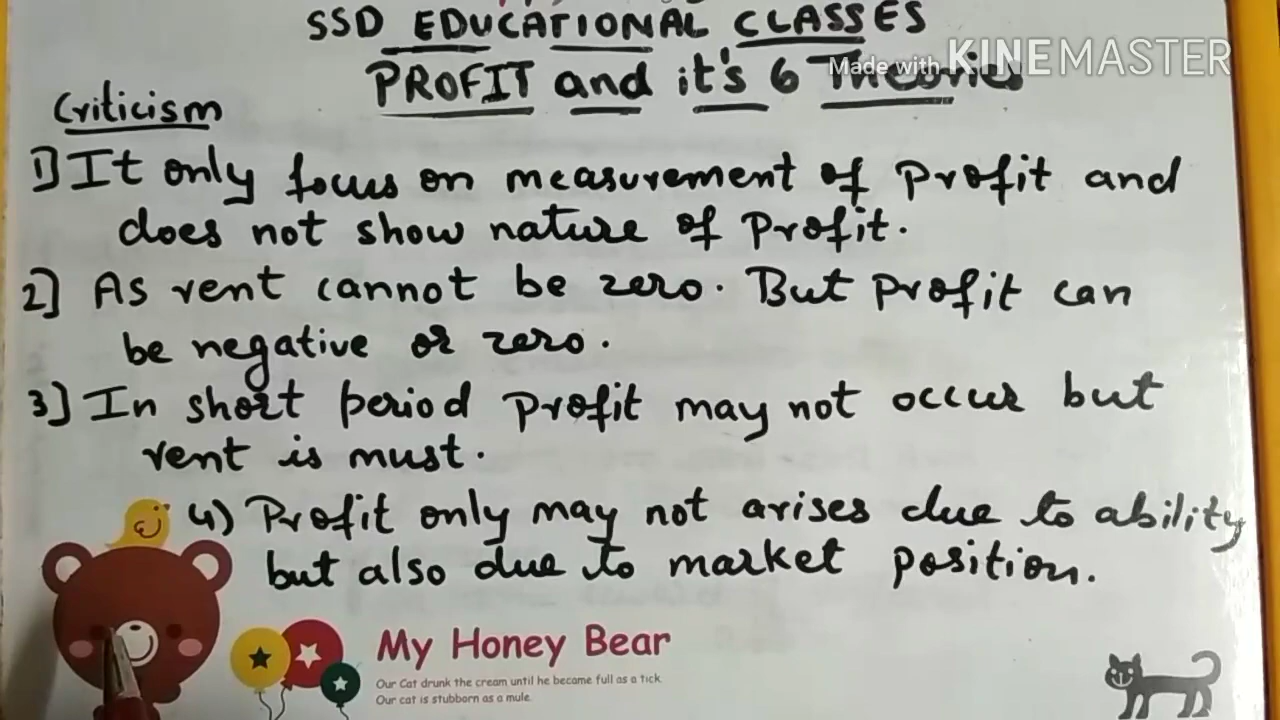 SSD EDUCATIONAL CLASSES
PROFIT and it's 6 Theories
Made with KINEMASTER
Criticism
1) It only focus on measurement of Profit and
does not show nature of Profit.
2] As rent cannot be zero. But Profit can
be negative or zero.
3] In short period Profit may not occur but
rent is must.
4) Profit only may not arises due to ability
but also due to market position.
My Honey Bear
Our Cat drunk the cream until he became full as a tick.
Our cat is stubborn as a mule.